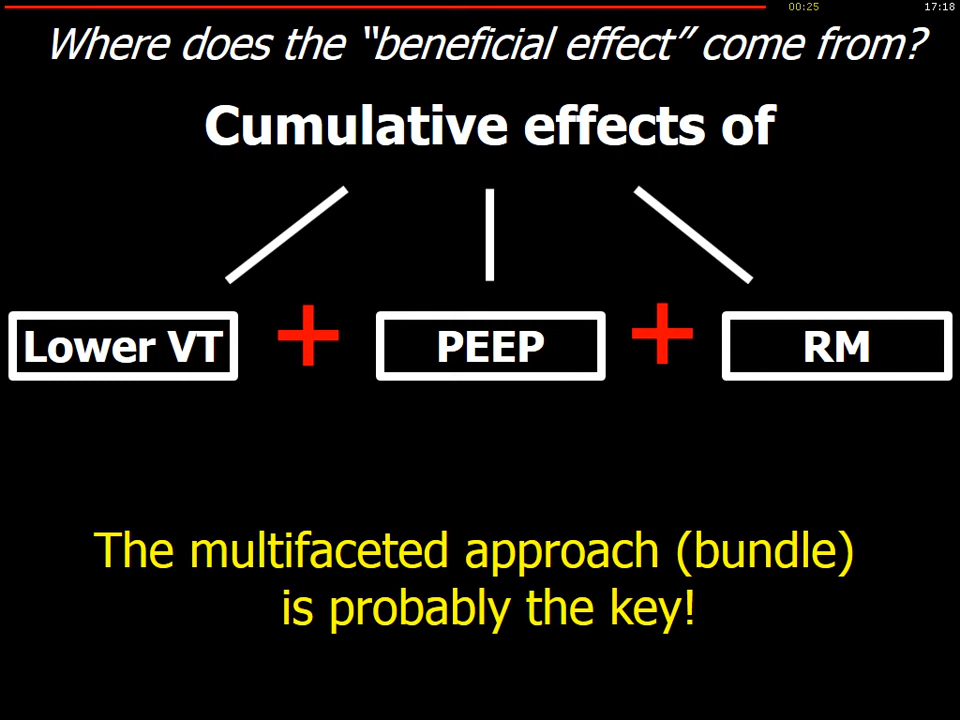 00:25 17:18
Where does the “beneficial effect” come from?
Cumulative effects of
Lower VT + PEEP + RM
The multifaceted approach (bundle)
is probably the key!